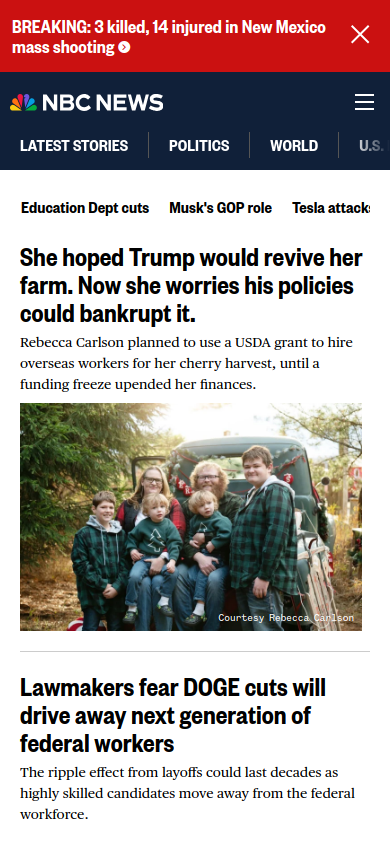 BREAKING: 3 killed, 14 injured in New Mexico
mass shooting
NBC NEWS
LATEST STORIES POLITICS WORLD U.S.
Education Dept cuts Musk's GOP role Tesla attacks
She hoped Trump would revive her
farm. Now she worries his policies
could bankrupt it.
Rebecca Carlson planned to use a USDA grant to hire
overseas workers for her cherry harvest, until a
funding freeze upended her finances.
Courtesy Rebecca Carlson
Lawmakers fear DOGE cuts will
drive away next generation of
federal workers
The ripple effect from layoffs could last decades as
highly skilled candidates move away from the federal
workforce.